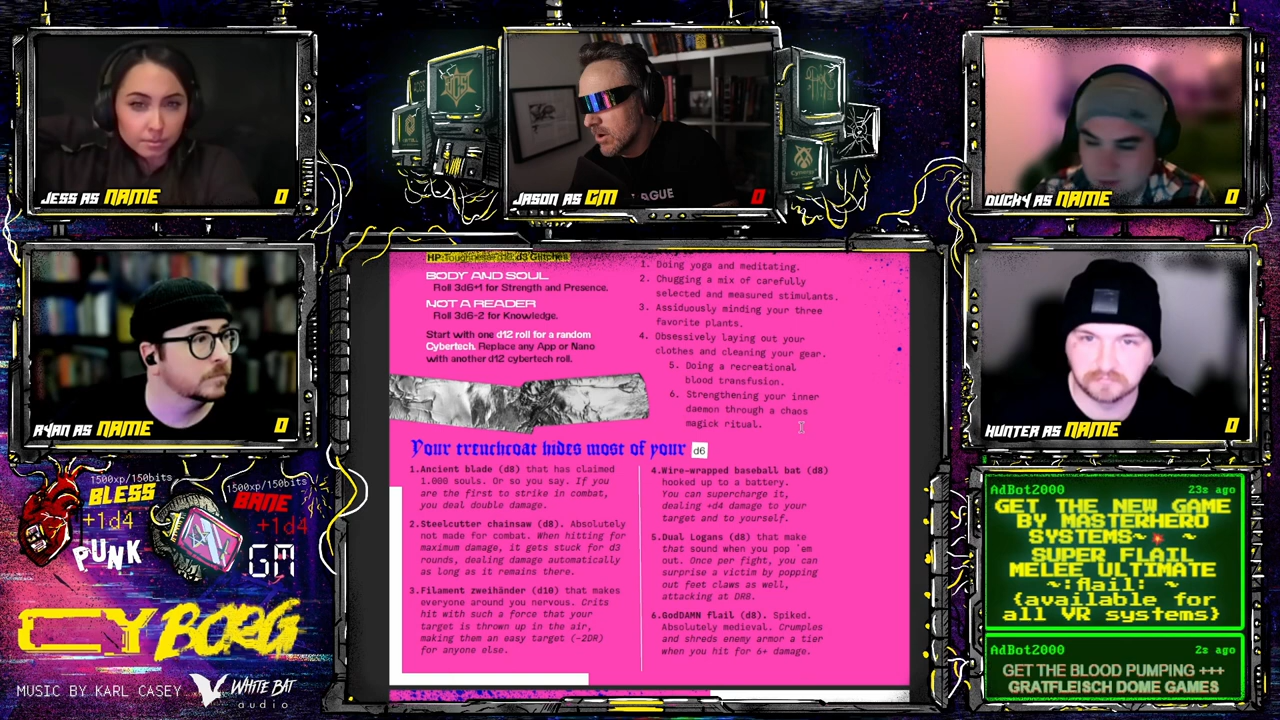 JESS AS NAME
0
JASON AS GM
0
DUCKY AS NAME
0
RYAN AS NAME
0
HUNTER AS NAME
0
HP:
BODY AND SOUL
Roll 3d6+1 for Strength and Presence.
NOT A READER
Roll 3d6-2 for Knowledge.
Start with one d12 roll for a random
Cybertech. Replace any App or Nano
with another d12 cybertech roll.
1. Doing yoga and meditating.
2. Chugging a mix of carefully
selected and measured stimulants.
3. Assiduously minding your three
favorite plants.
4. Obsessively laying out your
clothes and cleaning your gear.
5. Doing a recreational
blood transfusion.
6. Strengthening your inner
daemon through a chaos
magick ritual.
Your trenchcoat hides most of your d6
1.Ancient blade (d8) that has claimed
1.000 souls. Or so you say. If you
are the first to strike in combat,
you deal double damage.
2.Steelcutter chainsaw (d8). Absolutely
not made for combat. When hitting for
maximum damage, it gets stuck for d3
rounds, dealing damage automatically
as long as it remains there.
3.Filament zweihänder (d10) that makes
everyone around you nervous. Crits
hit with such a force that your
target is thrown up in the air,
making them an easy target (-2DR)
for anyone else.
4.Wire-wrapped baseball bat (d8)
hooked up to a battery.
You can supercharge it,
dealing +d4 damage to your
target and to yourself.
5.Dual Logans (d8) that make
that sound when you pop 'em
out. Once per fight, you can
surprise a victim by popping
out feet claws as well,
attacking at DR8.
6.GodDAMN flail (d8). Spiked.
Absolutely medieval. Crumples
and shreds enemy armor a tier
when you hit for 6+ damage.
1500xp/150bits
BLESS
+1d4
PUNK
1500xp/150bits
BANE
+1d4
GM
CY BORG
MUSIC BY KARL CASEY
WHITE BAT
audio
AdBot2000 23s ago
GET THE NEW GAME
BY MASTERHERO
SYSTEMS~ ~
SUPER FLAIL
MELEE ULTIMATE
~:flail: ~
{available for
all VR systems}
AdBot2000 2s ago
GET THE BLOOD PUMPING +++
GRATFLEISCH DOME GAMES